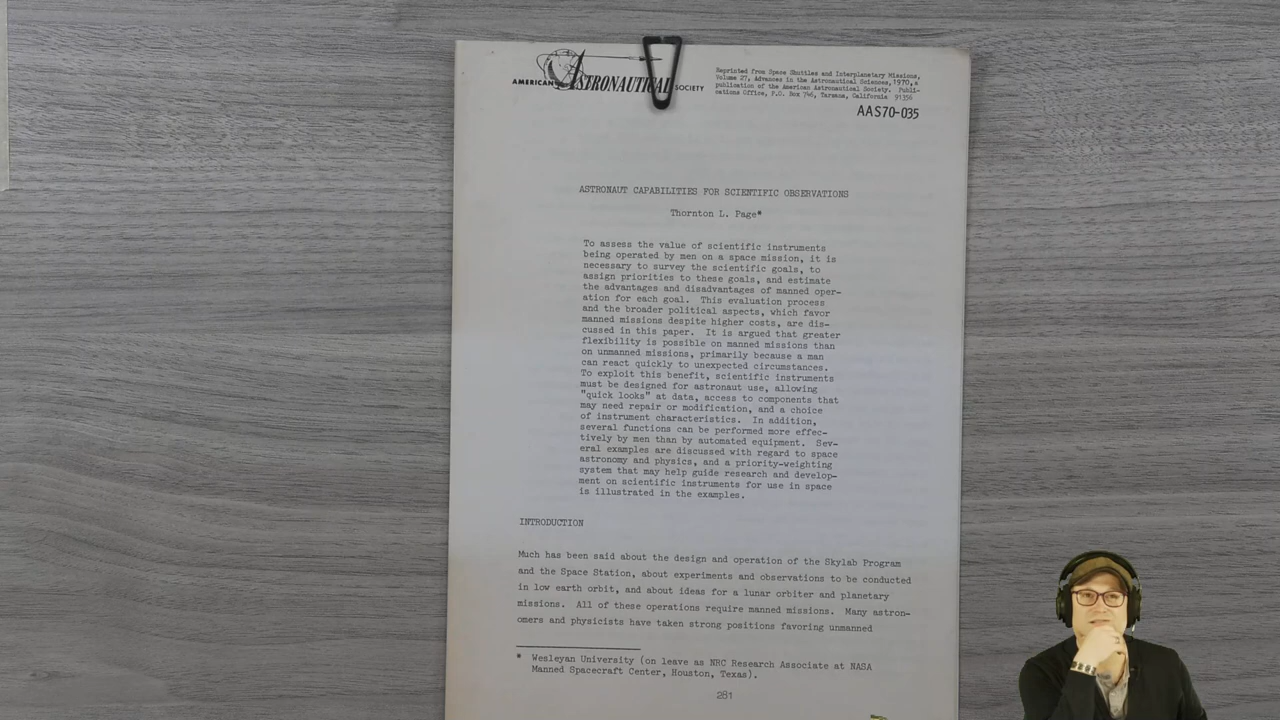 AMERICAN ASTRONAUTICAL SOCIETY
Reprinted from Space Shuttles and Interplanetary Missions,
Volume 27, Advances in the Astronautical Sciences, 1970, a
publication of the American Astronautical Society. Publi-
cations Office, P.O. Box 746, Tarzana, California 91356
AAS70-035
ASTRONAUT CAPABILITIES FOR SCIENTIFIC OBSERVATIONS
Thornton L. Page*
To assess the value of scientific instruments
being operated by men on a space mission, it is
necessary to survey the scientific goals, to
assign priorities to these goals, and estimate
the advantages and disadvantages of manned oper-
ation for each goal. This evaluation process
and the broader political aspects, which favor
manned missions despite higher costs, are dis-
cussed in this paper. It is argued that greater
flexibility is possible on manned missions than
on unmanned missions, primarily because a man
can react quickly to unexpected circumstances.
To exploit this benefit, scientific instruments
must be designed for astronaut use, allowing
"quick looks" at data, access to components that
may need repair or modification, and a choice
of instrument characteristics. In addition,
several functions can be performed more effec-
tively by men than by automated equipment. Sev-
eral examples are discussed with regard to space
astronomy and physics, and a priority-weighting
system that may help guide research and develop-
ment on scientific instruments for use in space
is illustrated in the examples.
INTRODUCTION
Much has been said about the design and operation of the Skylab Program
and the Space Station, about experiments and observations to be conducted
in low earth orbit, and about ideas for a lunar orbiter and planetary
missions. All of these operations require manned missions. Many astron-
omers and physicists have taken strong positions favoring unmanned
* Wesleyan University (on leave as NRC Research Associate at NASA
Manned Spacecraft Center, Houston, Texas).
281